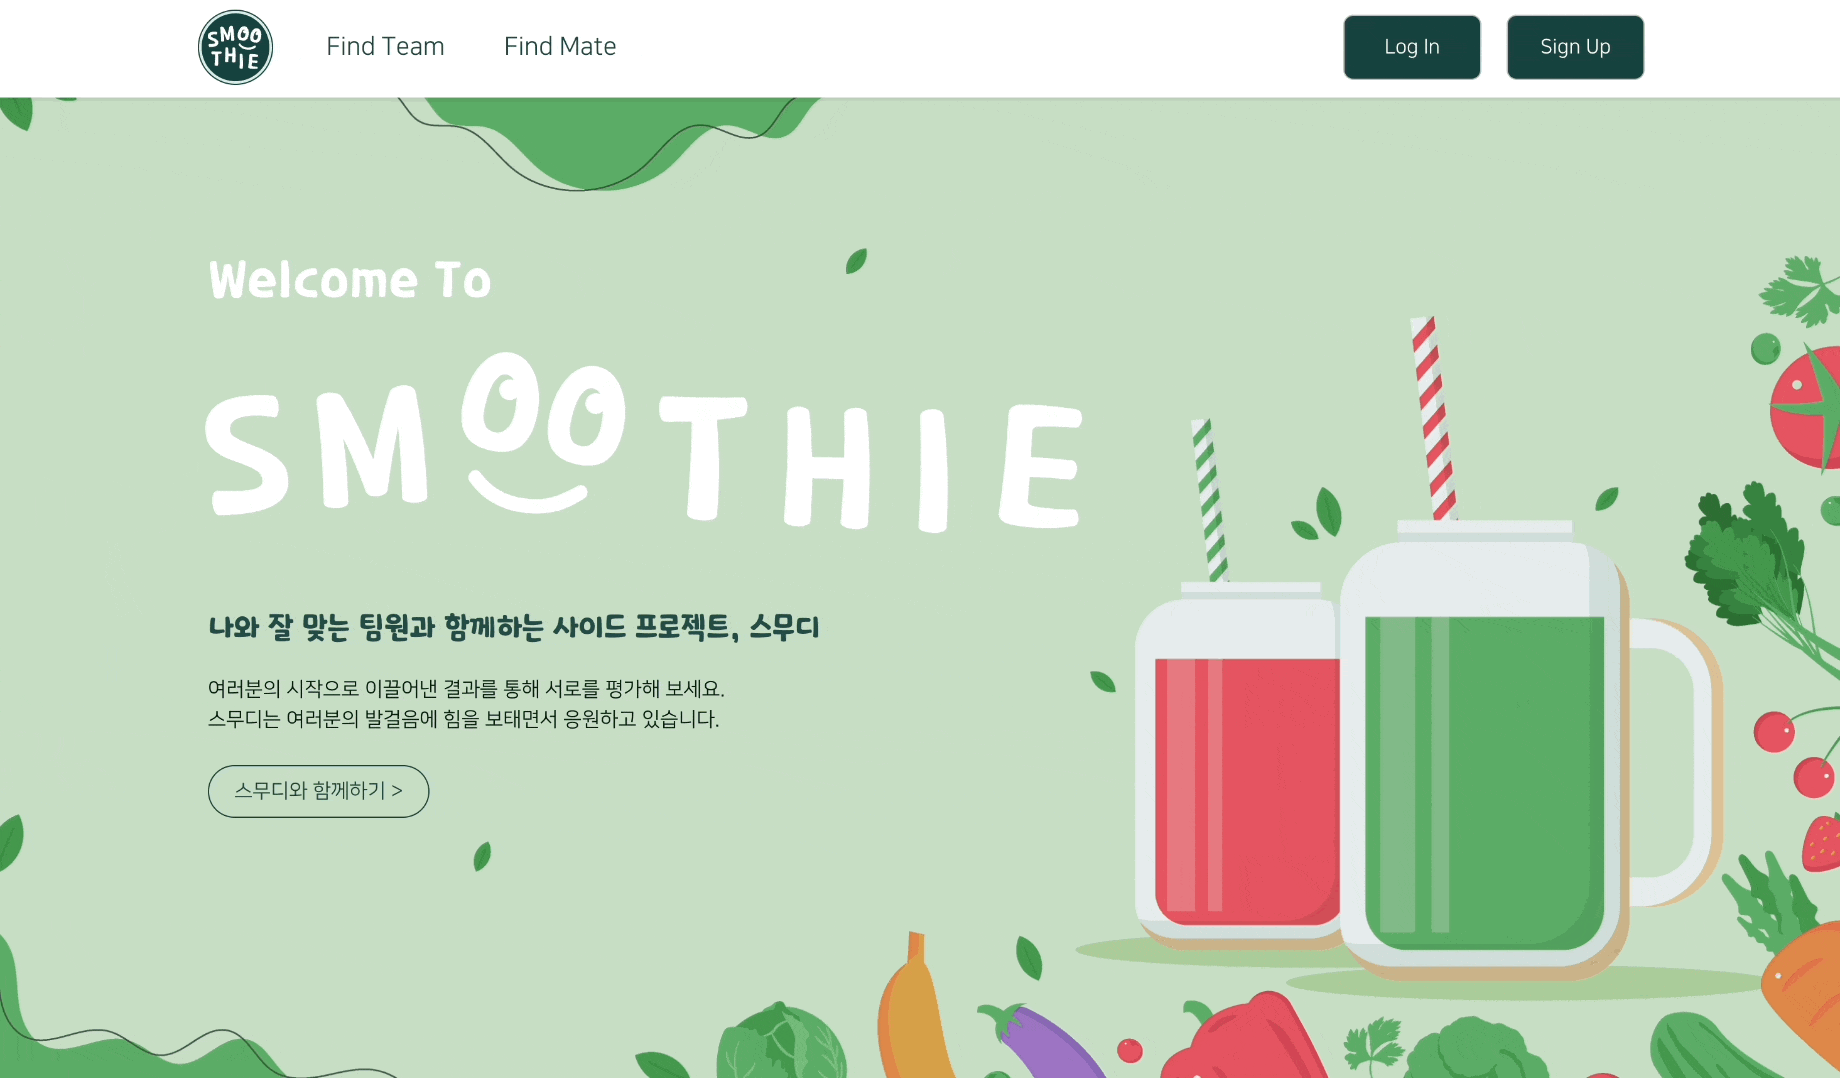 SMOO
THIE
Find Team
Find Mate
Log In
Sign Up
Welcome To
SMOOTHIE
나와 잘 맞는 팀원과 함께하는 사이드 프로젝트, 스무디
여러분의 시작으로 이끌어낸 결과를 통해 서로를 평가해 보세요.
스무디는 여러분의 발걸음에 힘을 보태면서 응원하고 있습니다.
스무디와 함께하기 >